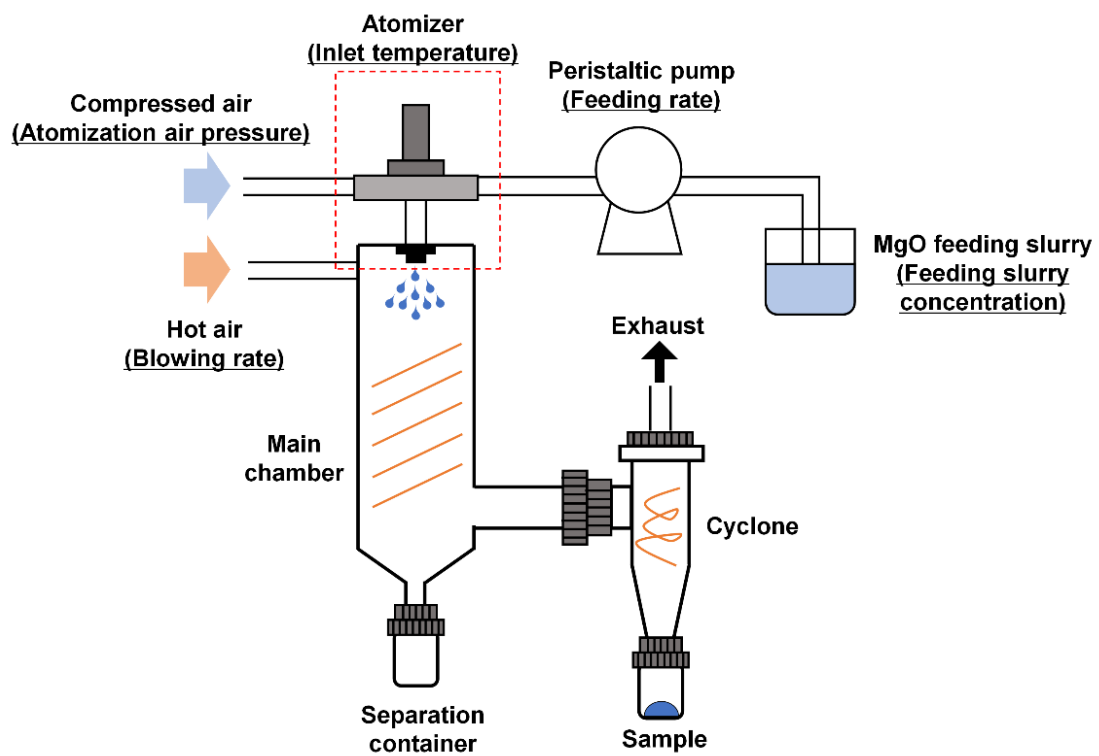 Atomizer
(Inlet temperature)
Peristaltic pump
(Feeding rate)
Compressed air
(Atomization air pressure)
MgO feeding slurry
(Feeding slurry
concentration)
Hot air
(Blowing rate)
Exhaust
Main
chamber
Cyclone
Separation
container
Sample